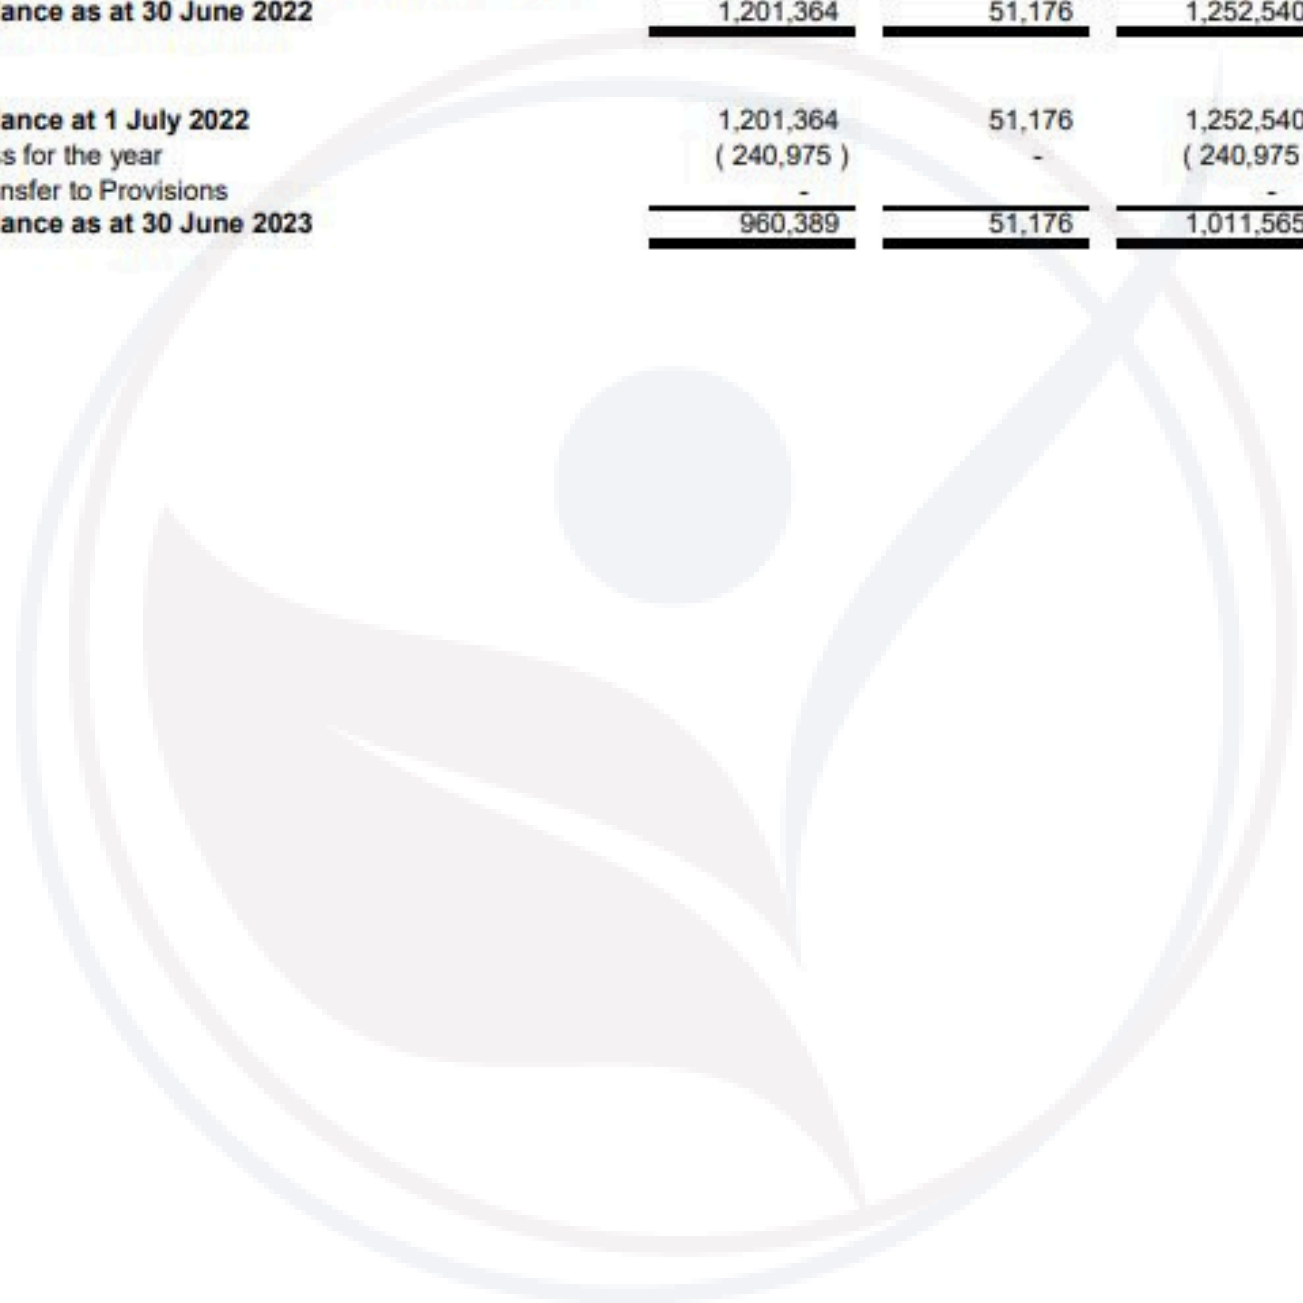 ance as at 30 June 2022 1,201,364 51,176 1,252,540
ance at 1 July 2022 1,201,364 51,176 1,252,540
s for the year ( 240,975 ) - ( 240,975
nsfer to Provisions - -
ance as at 30 June 2023 960,389 51,176 1,011,565